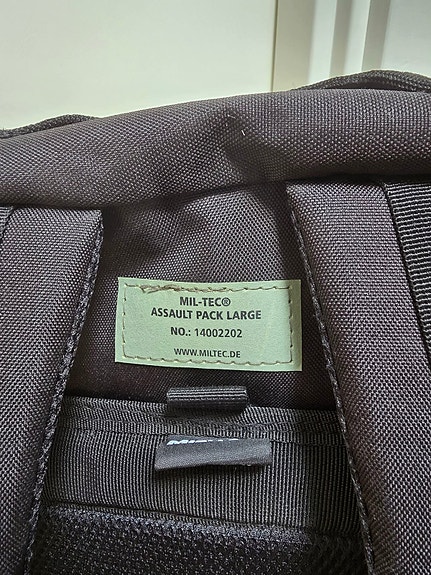 MIL-TEC®
ASSAULT PACK LARGE
NO.: 14002202
WWW.MILTEC.DE